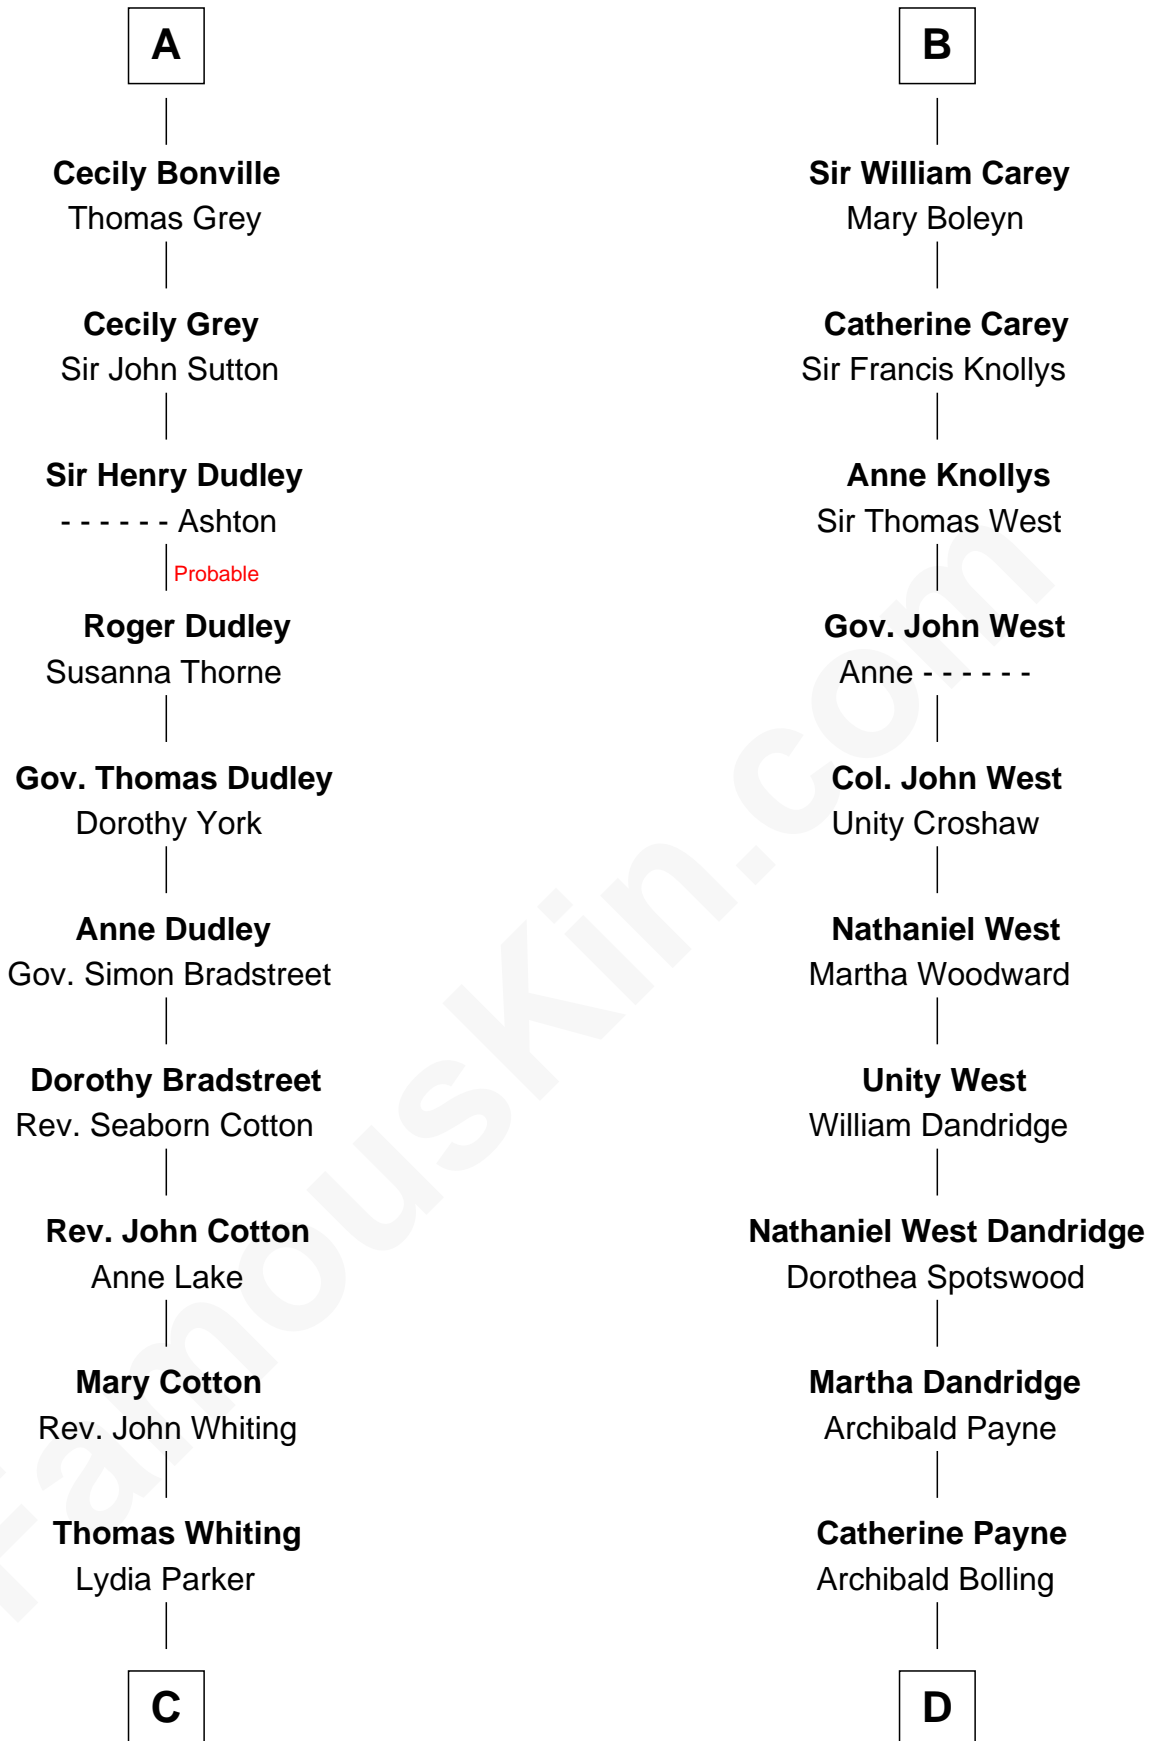 A
Cecily Bonville
Thomas Grey
Cecily Grey
Sir John Sutton
Sir Henry Dudley
- - - - - - Ashton
Probable
Roger Dudley
Susanna Thorne
Gov. Thomas Dudley
Dorothy York
Anne Dudley
Gov. Simon Bradstreet
Dorothy Bradstreet
Rev. Seaborn Cotton
Rev. John Cotton
Anne Lake
Mary Cotton
Rev. John Whiting
Thomas Whiting
Lydia Parker
C
B
Sir William Carey
Mary Boleyn
Catherine Carey
Sir Francis Knollys
Anne Knollys
Sir Thomas West
Gov. John West
Anne - - - - - -
Col. John West
Unity Croshaw
Nathaniel West
Martha Woodward
Unity West
William Dandridge
Nathaniel West Dandridge
Dorothea Spotswood
Martha Dandridge
Archibald Payne
Catherine Payne
Archibald Bolling
D
FamousKin.com